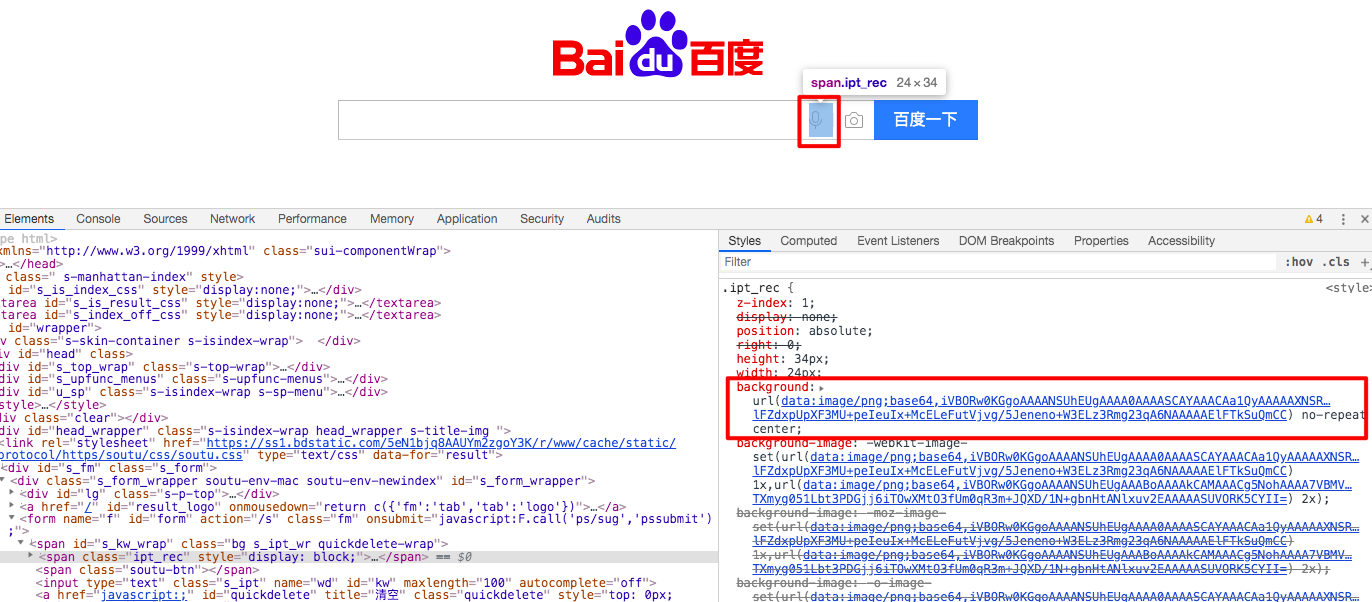 Bai du 百度
span.ipt_rec 24 × 34
百度一下
Elements Console Sources Network Performance Memory Application Security Audits 4
pe html>
xmlns="http://www.w3.org/1999/xhtml" class="sui-componentWrap">
>…</head>
class=" s-manhattan-index" style>
id="s_is_index_css" style="display:none;">…</div>
tarea id="s_is_result_css" style="display:none;">…</textarea>
tarea id="s_index_off_css" style="display:none;">…</textarea>
id="wrapper">
v class="s-skin-container s-isindex-wrap"> </div>
iv id="head" class>
div id="s_top_wrap" class="s-top-wrap">…</div>
div id="s_upfunc_menus" class="s-upfunc-menus">…</div>
div id="u_sp" class="s-isindex-wrap s-sp-menu">…</div>
style>…</style>
div class="clear"></div>
div id="head_wrapper" class="s-isindex-wrap head_wrapper s-title-img ">
<link rel="stylesheet" href="https://ss1.bdstatic.com/5eN1bjq8AAUYm2zgoY3K/r/www/cache/static/
protocol/https/soutu/css/soutu.css" type="text/css" data-for="result">
<div id="s_fm" class="s_form">
<div class="s_form_wrapper soutu-env-mac soutu-env-newindex" id="s_form_wrapper">
<div id="lg" class="s-p-top">…</div>
<a href="/" id="result_logo" onmousedown="return c({'fm':'tab','tab':'logo'})">…</a>
<form name="f" id="form" action="/s" class="fm" onsubmit="javascript:F.call('ps/sug','pssubmit')
;">
<span id="s_kw_wrap" class="bg s_ipt_wr quickdelete-wrap">
<span class="ipt_rec" style="display: block;">…</span> == $0
<span class="soutu-btn"></span>
<input type="text" class="s_ipt" name="wd" id="kw" maxlength="100" autocomplete="off">
<a href="javascript:;" id="quickdelete" title="清空" class="quickdelete" style="top: 0px;
Styles Computed Event Listeners DOM Breakpoints Properties Accessibility
Filter :hov .cls +
.ipt_rec { <style>
z-index: 1;
display: none;
position: absolute;
right: 0;
height: 34px;
width: 24px;
background:
url(data:image/png;base64,iVBORw0KGgoAAAANSUhEUgAAAA0AAAASCAYAAACAa1QyAAAAAXNSR…
lFZdxpUpXF3MU+peIeuIx+McELeFutVjvg/5Jeneno+W3ELz3Rmg23qA6NAAAAAElFTkSuQmCC) no-repeat
center;
background-image: -webkit-image-
set(url(data:image/png;base64,iVBORw0KGgoAAAANSUhEUgAAAA0AAAASCAYAAACAa1QyAAAAAXNSR…
lFZdxpUpXF3MU+peIeuIx+McELeFutVjvg/5Jeneno+W3ELz3Rmg23qA6NAAAAAElFTkSuQmCC)
1x,url(data:image/png;base64,iVBORw0KGgoAAAANSUhEUgAAABoAAAAkCAMAAACg5NohAAAA7VBMV…
TXmyg051Lbt3PDGjj6iTOwXMtO3fUm0qR3m+JQXD/1N+gbnHtANlxuv2EAAAAASUVORK5CYII=) 2x);
background-image: -moz-image-
set(url(data:image/png;base64,iVBORw0KGgoAAAANSUhEUgAAAA0AAAASCAYAAACAa1QyAAAAAXNSR…
lFZdxpUpXF3MU+peIeuIx+McELeFutVjvg/5Jeneno+W3ELz3Rmg23qA6NAAAAAElFTkSuQmCC)
1x,url(data:image/png;base64,iVBORw0KGgoAAAANSUhEUgAAABoAAAAkCAMAAACg5NohAAAA7VBMV…
TXmyg051Lbt3PDGjj6iTOwXMtO3fUm0qR3m+JQXD/1N+gbnHtANlxuv2EAAAAASUVORK5CYII=) 2x);
background-image: -o-image-
set(url(data:image/png;base64,iVBORw0KGgoAAAANSUhEUgAAAA0AAAASCAYAAACAa1QyAAAAAXNSR…